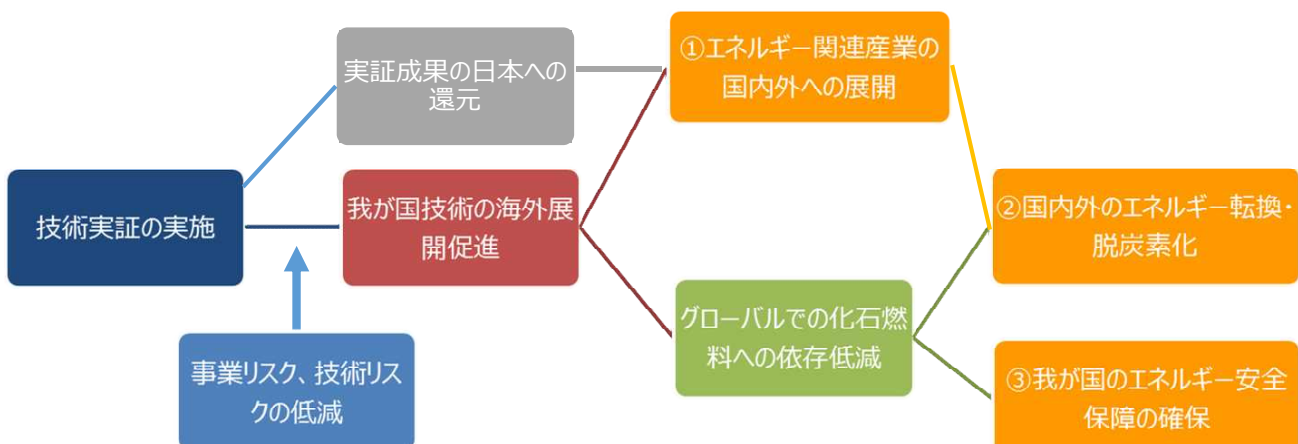 実証成果の日本への
還元
①エネルギー関連産業の
国内外への展開
技術実証の実施
我が国技術の海外展
開促進
②国内外のエネルギー転換・
脱炭素化
グローバルでの化石燃
料への依存低減
事業リスク、技術リス
クの低減
③我が国のエネルギー安全
保障の確保